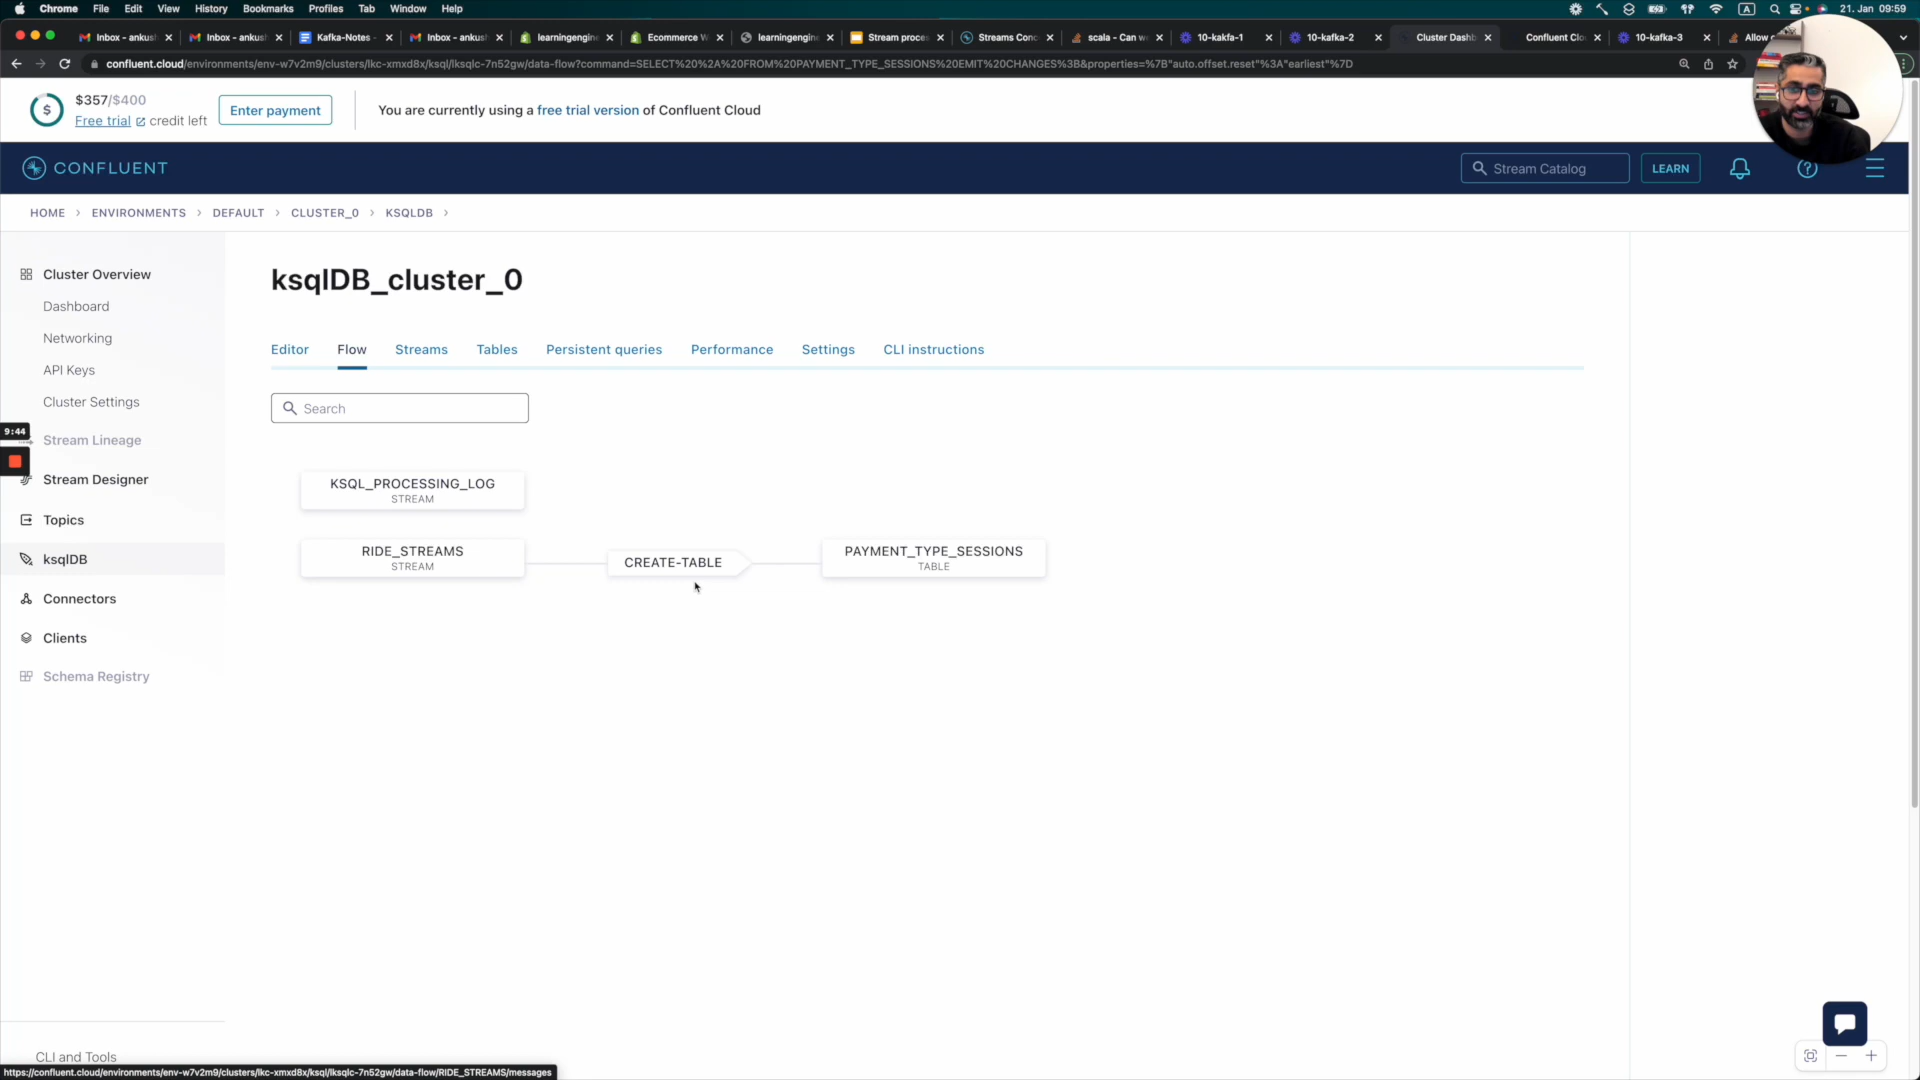 Chrome File Edit View History Bookmarks Profiles Tab Window Help
A 21. Jan 09:59
Inbox - ankus
Inbox - ankus
Kafka-Notes -
Inbox - ankus
learningengin
Ecommerce W
learningengin
Stream proces
Streams Conc
scala - Can w
10-kakfa-1
10-kafka-2
Cluster Dashb
Confluent Clo
10-kafka-3
Allow
confluent.cloud/environments/env-w7v2m9/clusters/lkc-xmxd8x/ksql/lksqlc-7n52gw/data-flow?command=SELECT%20%2A%20FROM%20PAYMENT_TYPE_SESSIONS%20EMIT%20CHANGES%3B&properties=%7B"auto.offset.reset"%3A"earliest"%7D
$
$357/$400
Free trial credit left
Enter payment
You are currently using a free trial version of Confluent Cloud
CONFLUENT
Stream Catalog
LEARN
?
HOME > ENVIRONMENTS > DEFAULT > CLUSTER_0 > KSQLDB >
Cluster Overview
Dashboard
Networking
API Keys
Cluster Settings
9:44
Stream Lineage
Stream Designer
Topics
ksqlDB
Connectors
Clients
Schema Registry
CLI and Tools
ksqlDB_cluster_0
Editor Flow Streams Tables Persistent queries Performance Settings CLI instructions
Search
KSQL_PROCESSING_LOG
STREAM
RIDE_STREAMS
STREAM
CREATE-TABLE
PAYMENT_TYPE_SESSIONS
TABLE
https://confluent.cloud/environments/env-w7v2m9/clusters/lkc-xmxd8x/ksql/lksqlc-7n52gw/data-flow/RIDE_STREAMS/messages